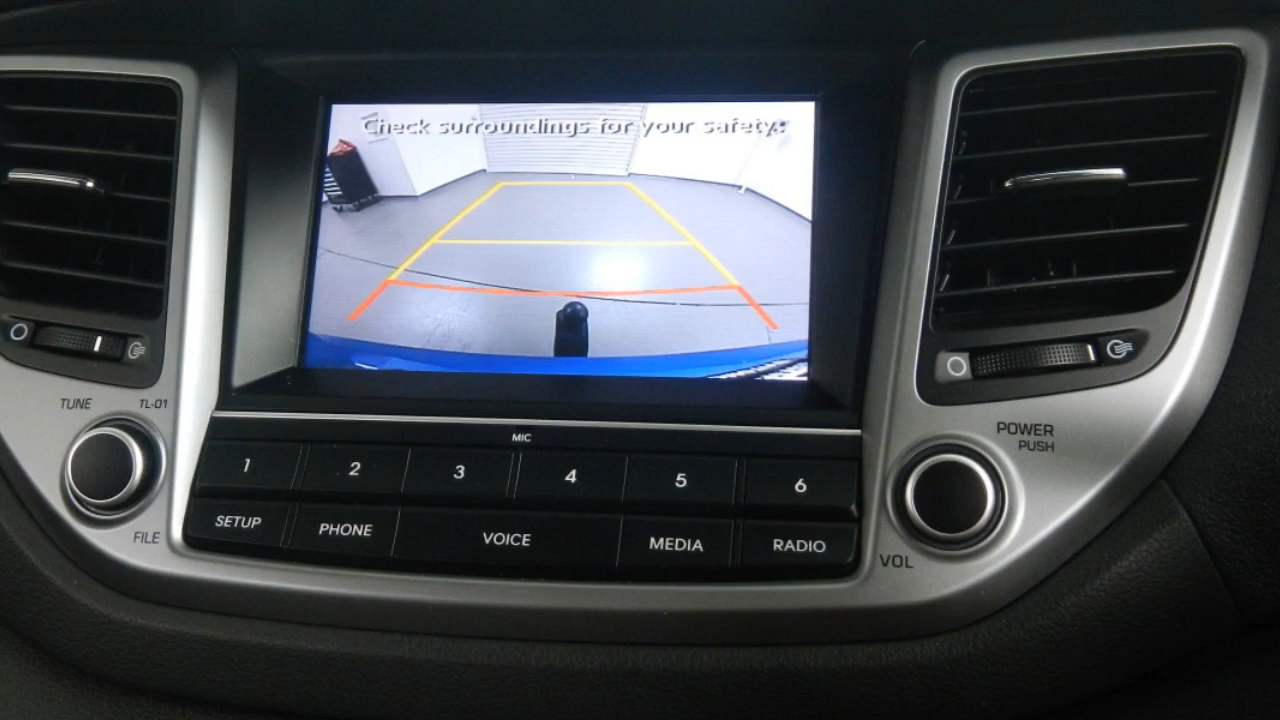 Check surroundings for your safety.
TUNE
TL-01
FILE
MIC
1 2 3 4 5 6
SETUP PHONE VOICE MEDIA RADIO
POWER
PUSH
VOL